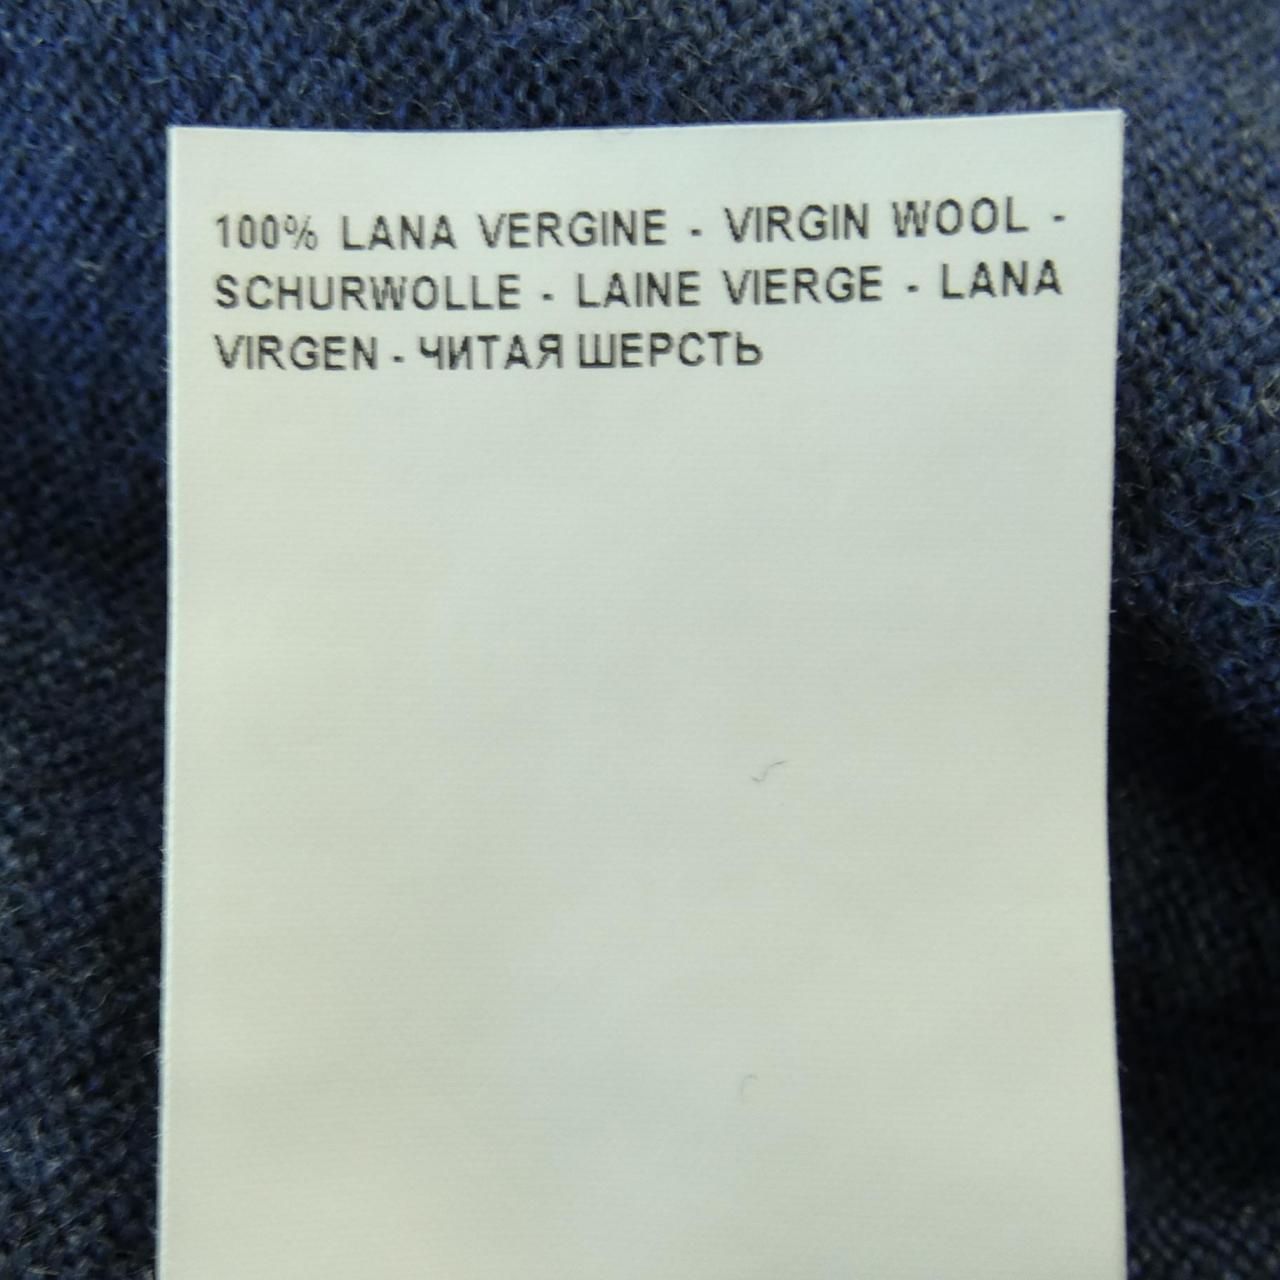 100% LANA VERGINE - VIRGIN WOOL -
SCHURWOLLE - LAINE VIERGE - LANA
VIRGEN - ЧИТАЯ ШЕРСТЬ